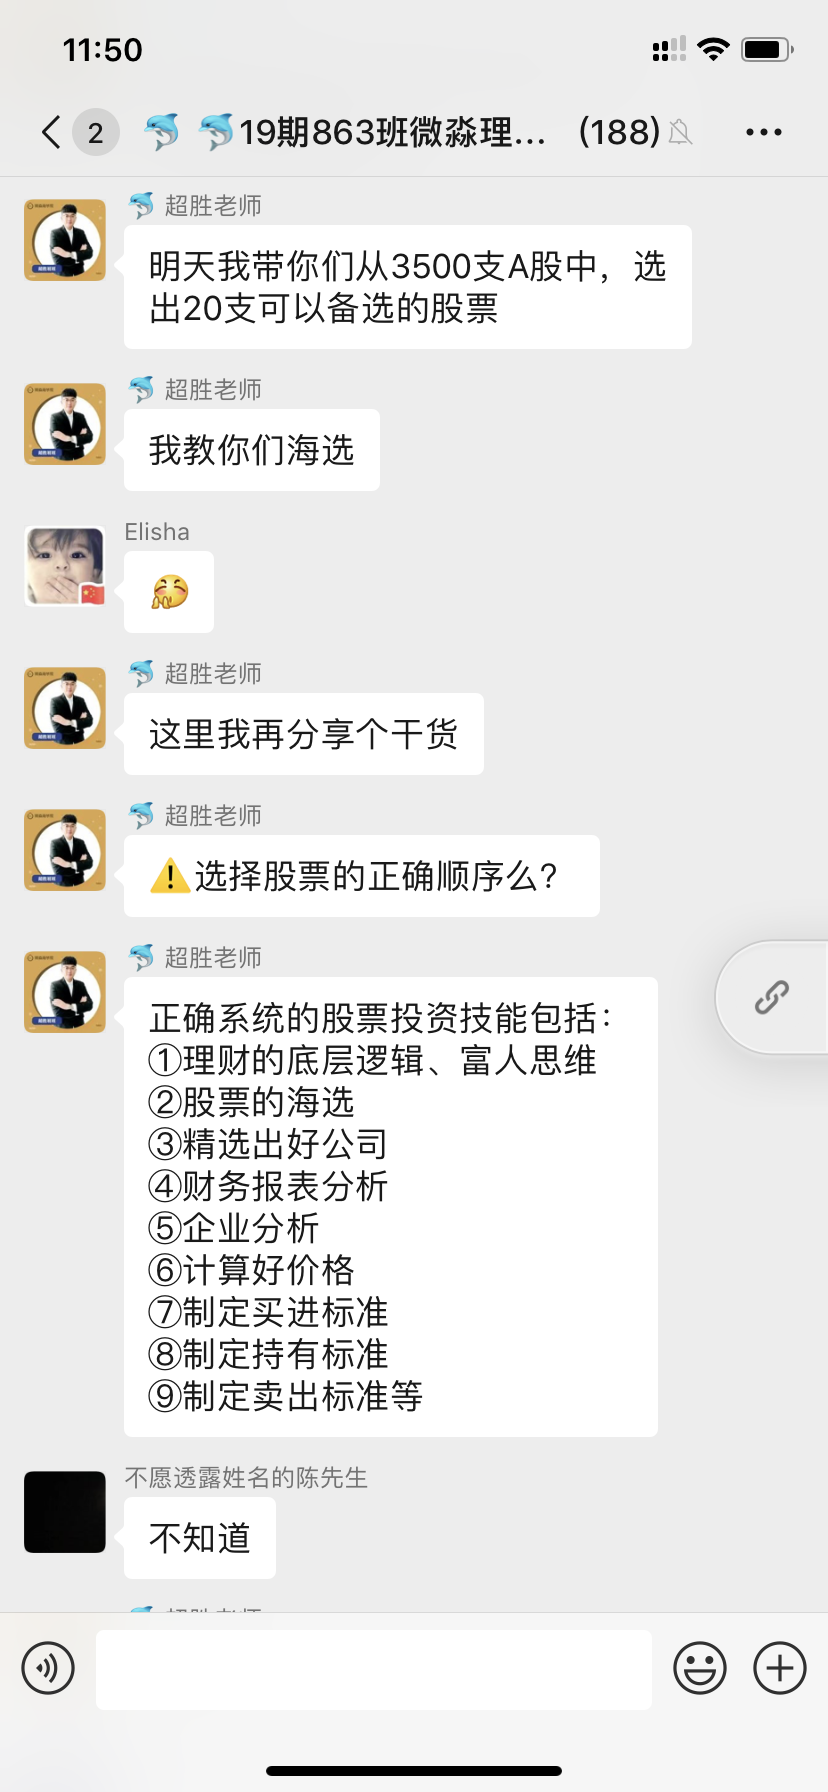 11:50
2
19期863班微淼理... (188)
超胜老师
明天我带你们从3500支A股中，选
出20支可以备选的股票
超胜老师
我教你们海选
Elisha
超胜老师
这里我再分享个干货
超胜老师
⚠️选择股票的正确顺序么？
超胜老师
正确系统的股票投资技能包括：
①理财的底层逻辑、富人思维
②股票的海选
③精选出好公司
④财务报表分析
⑤企业分析
⑥计算好价格
⑦制定买进标准
⑧制定持有标准
⑨制定卖出标准等
不愿透露姓名的陈先生
不知道